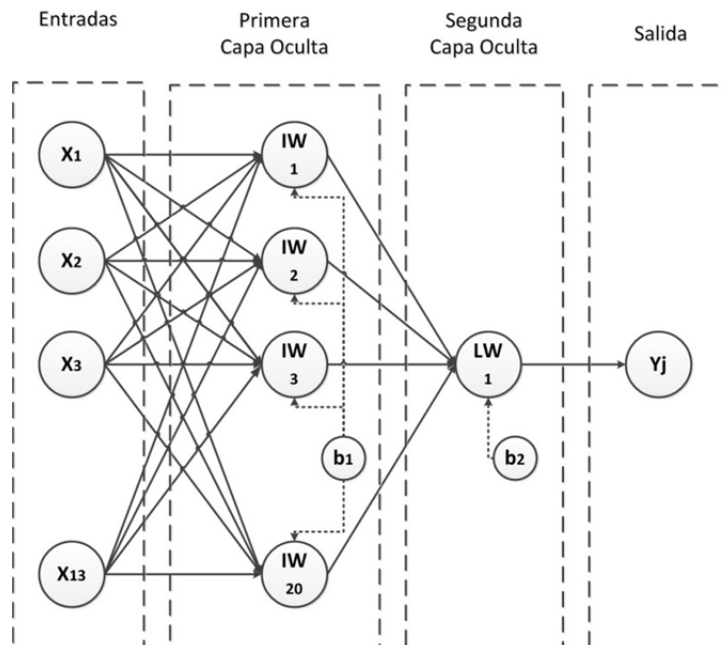 Entradas
Primera
Capa Oculta
Segunda
Capa Oculta
Salida
X1
IW
1
X2
IW
2
X3
IW
3
LW
1
Yj
b1
b2
X13
IW
20